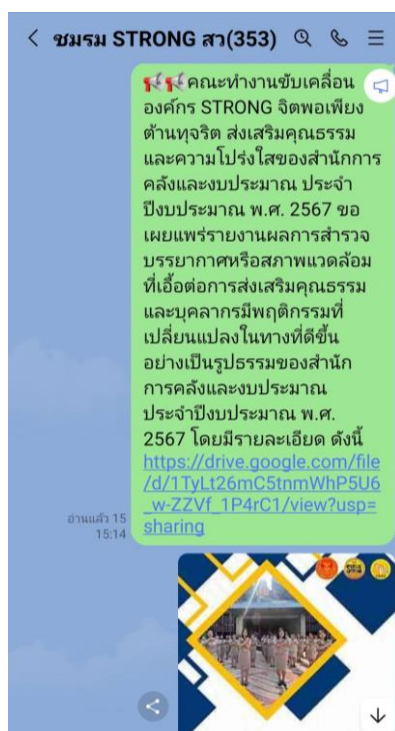 ชมรม STRONG สว(353)
📢📢คณะทำงานขับเคลื่อน
องค์กร STRONG จิตพอเพียง
ต้านทุจริต ส่งเสริมคุณธรรม
และความโปร่งใสของสำนักการ
คลังและงบประมาณ ประจำ
ปีงบประมาณ พ.ศ. 2567 ขอ
เผยแพร่รายงานผลการสำรวจ
บรรยากาศหรือสภาพแวดล้อม
ที่เอื้อต่อการส่งเสริมคุณธรรม
และบุคลากรมีพฤติกรรมที่
เปลี่ยนแปลงในทางที่ดีขึ้น
อย่างเป็นรูปธรรมของสำนัก
การคลังและงบประมาณ
ประจำปีงบประมาณ พ.ศ.
2567 โดยมีรายละเอียด ดังนี้
https://drive.google.com/file
/d/1TyLt26mC5tnmWhP5U6
_w-ZZVf_1P4rC1/view?usp=
sharing
อ่านแล้ว 15
15:14